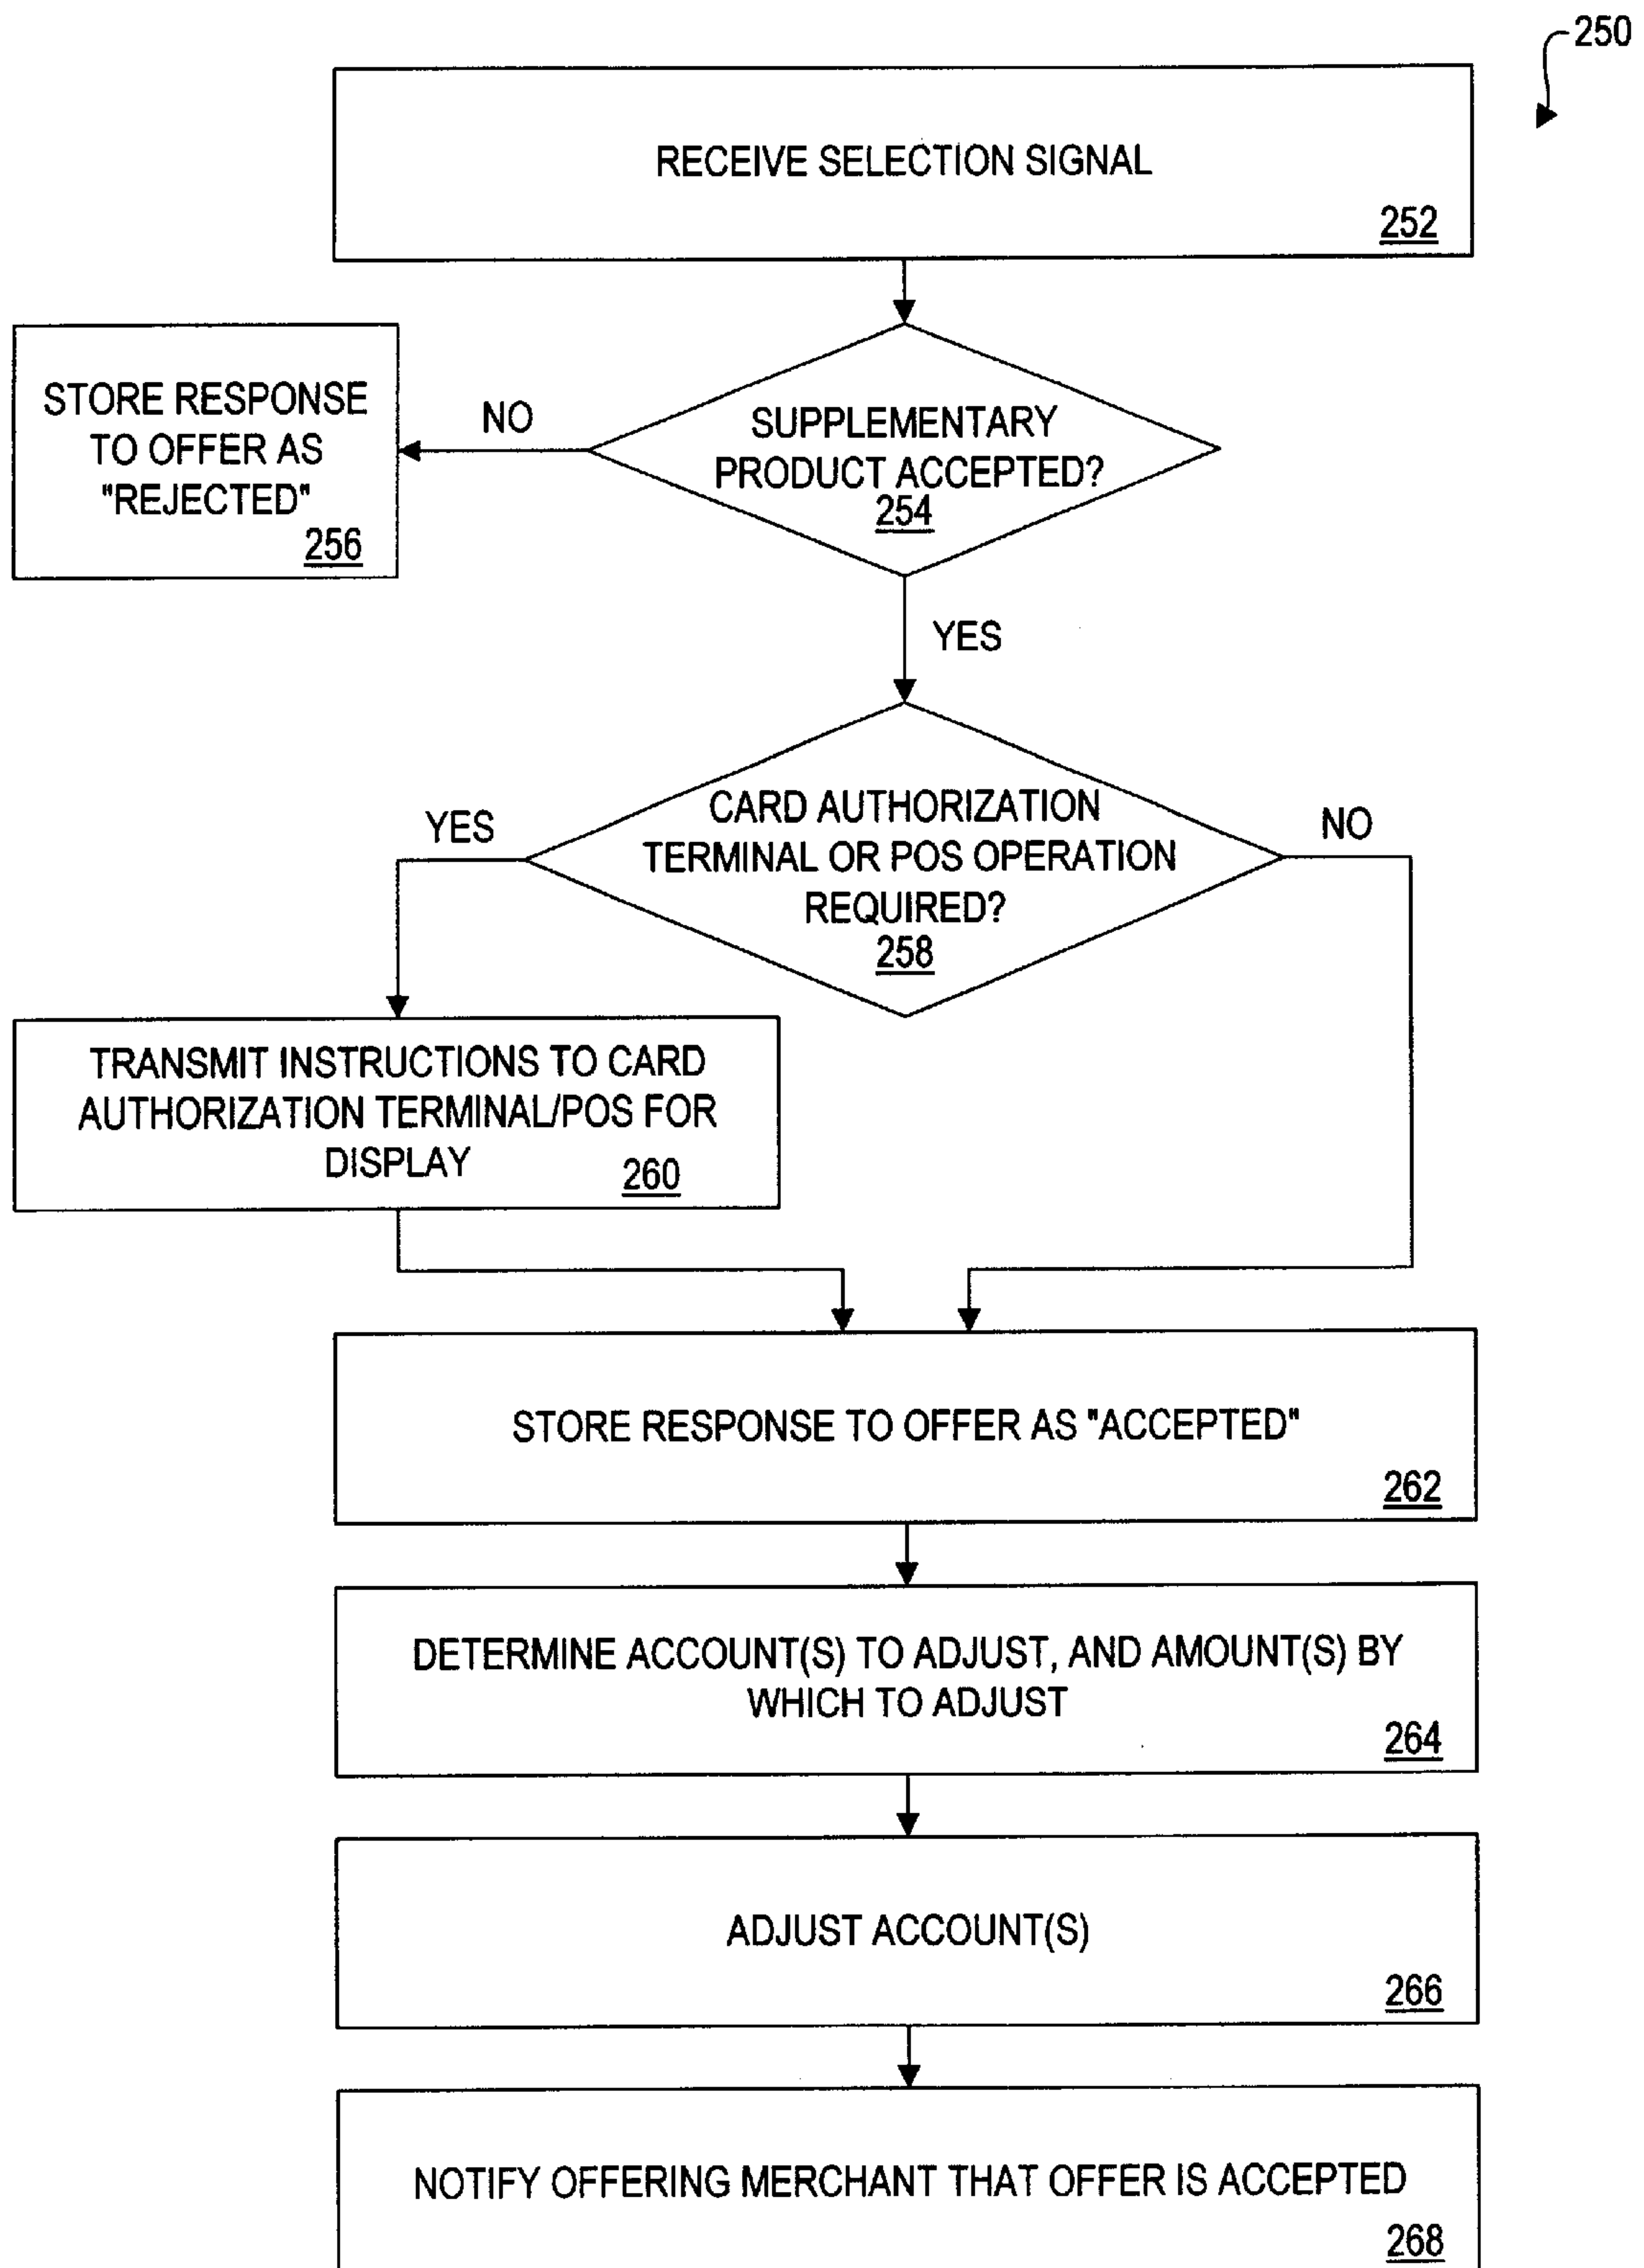 250
RECEIVE SELECTION SIGNAL
252
STORE RESPONSE
TO OFFER AS
"REJECTED"
256
NO
SUPPLEMENTARY
PRODUCT ACCEPTED?
254
YES
YES
CARD AUTHORIZATION
TERMINAL OR POS OPERATION
REQUIRED?
258
NO
TRANSMIT INSTRUCTIONS TO CARD
AUTHORIZATION TERMINAL/POS FOR
DISPLAY
260
STORE RESPONSE TO OFFER AS "ACCEPTED"
262
DETERMINE ACCOUNT(S) TO ADJUST, AND AMOUNT(S) BY
WHICH TO ADJUST
264
ADJUST ACCOUNT(S)
266
NOTIFY OFFERING MERCHANT THAT OFFER IS ACCEPTED
268